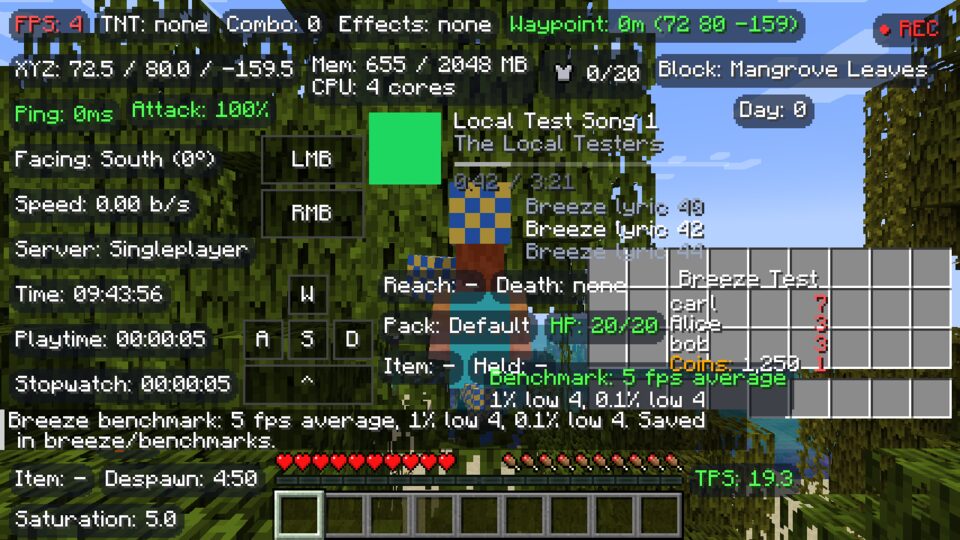 FPS: 4 TNT: none Combo: 0 Effects: none Waypoint: 0m (72 80 -159) ● REC
XYZ: 72.5 / 80.0 / -159.5 Mem: 655 / 2048 MB 0/20 Block: Mangrove Leaves
CPU: 4 cores
Ping: 0ms Attack: 100% Day: 0
Local Test Song 1
The Local Testers
Facing: South (0°) LMB
0:42 / 3:21
Speed: 0.00 b/s RMB
Breeze lyric 40
Breeze lyric 42
Breeze lyric 44
Server: Singleplayer
Reach: - Death: none
Breeze Test
Time: 09:43:56 W
carl 7
Alice 3
bob 3
Coins: 1,250 1
Pack: Default HP: 20/20
Playtime: 00:00:05 A S D
Item: - Held: -
Stopwatch: 00:00:05 ^
Benchmark: 5 fps average
1% low 4, 0.1% low 4
Breeze benchmark: 5 fps average, 1% low 4, 0.1% low 4. Saved
in breeze/benchmarks.
Item: - Despawn: 4:50 TPS: 19.3
Saturation: 5.0